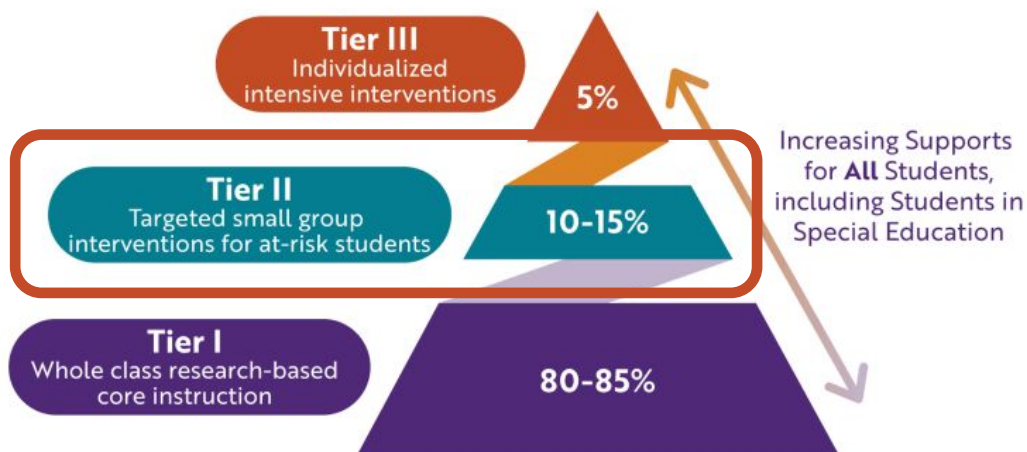 Tier III
Individualized
intensive interventions
5%
Increasing Supports
for All Students,
including Students in
Special Education
Tier II
Targeted small group
interventions for at-risk students
10-15%
Tier I
Whole class research-based
core instruction
80-85%